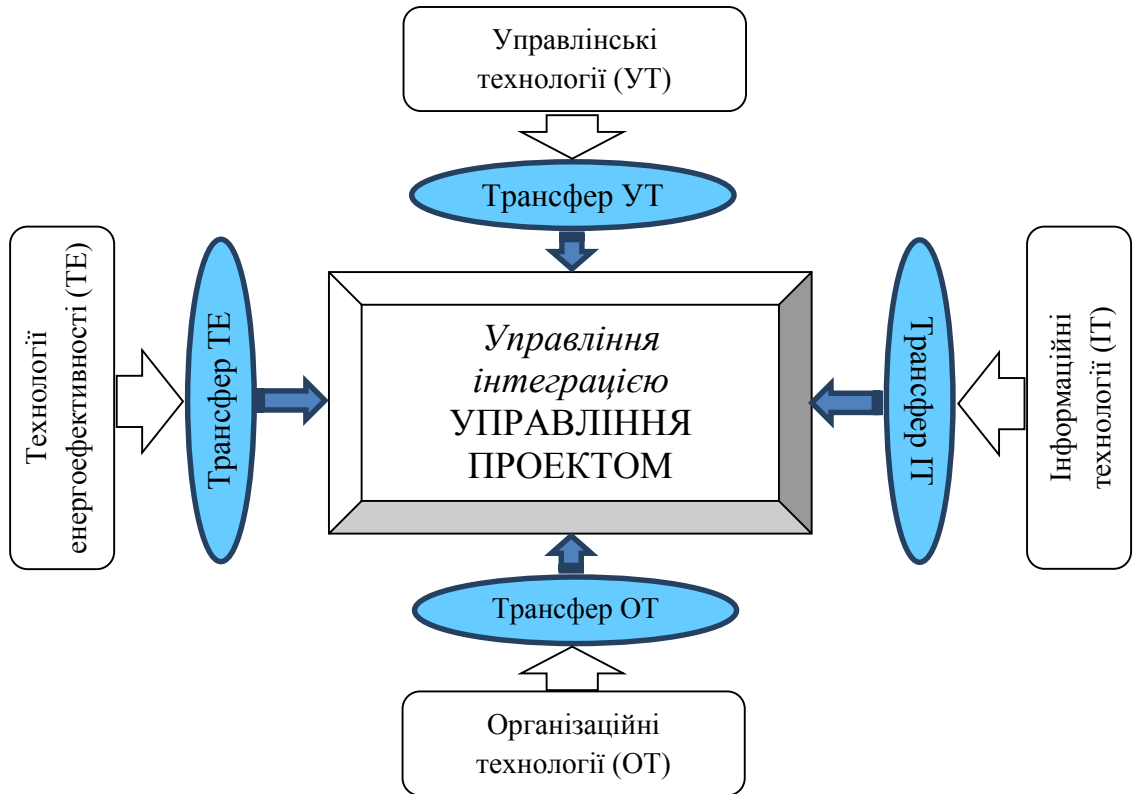 Управлінські
технології (УТ)
Трансфер УТ
Технології
енергоефективності (ТЕ)
Трансфер ТЕ
Управління
інтеграцією
УПРАВЛІННЯ
ПРОЕКТОМ
Трансфер ІТ
Інформаційні
технології (ІТ)
Трансфер ОТ
Організаційні
технології (ОТ)